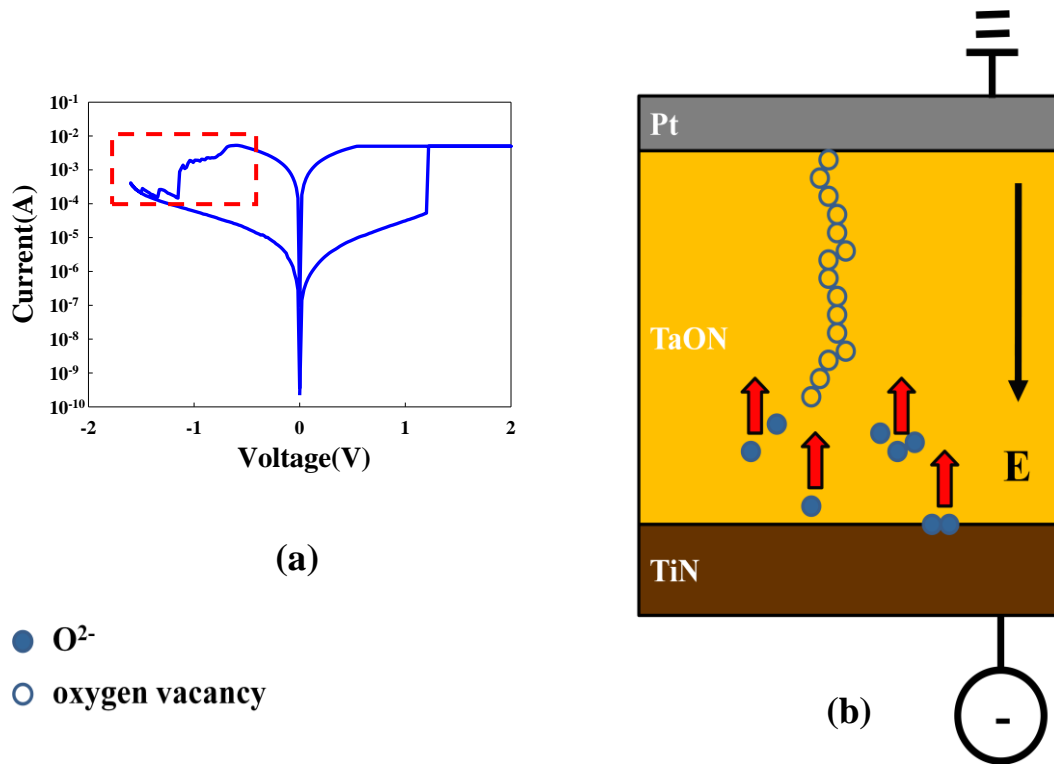 10-1
10-2
10-3
10-4
10-5
10-6
10-7
10-8
10-9
10-10
Current(A)
-2 -1 0 1 2
Voltage(V)
(a)
O2-
oxygen vacancy
Pt
TaON
E
TiN
(b)
-